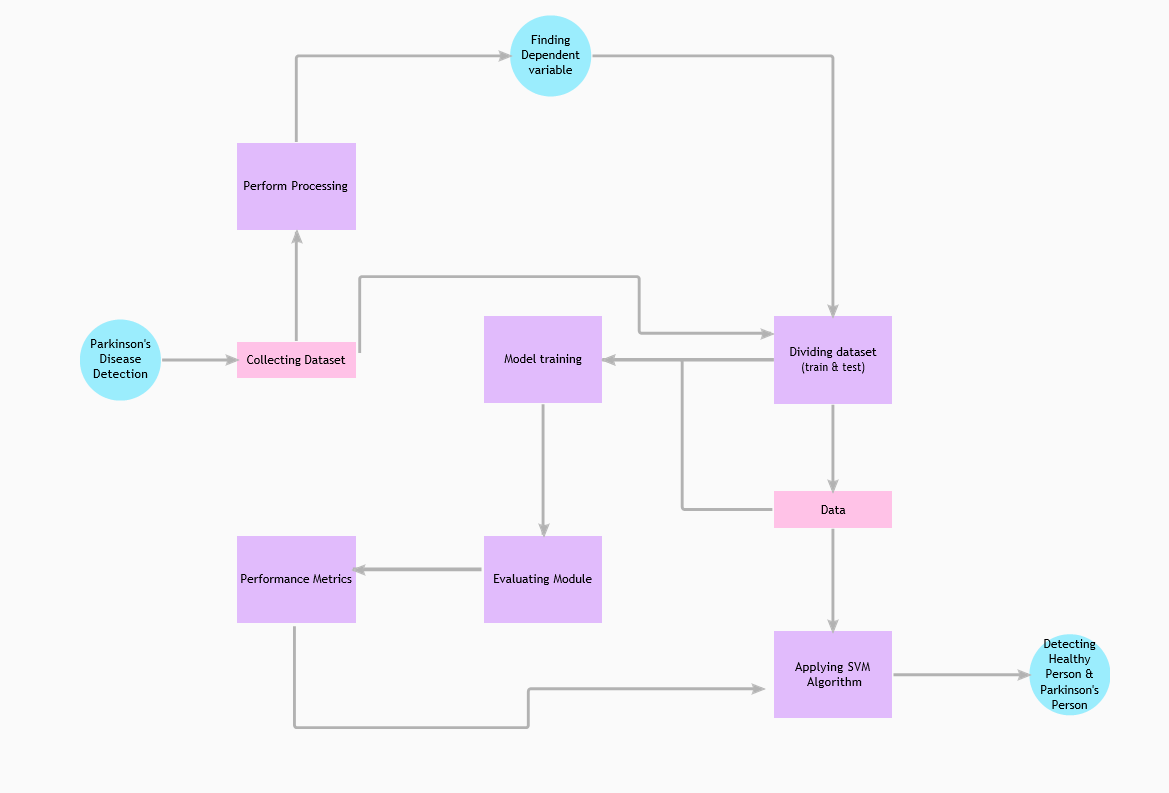 Finding
Dependent
variable
Perform Processing
Parkinson's
Disease
Detection
Collecting Dataset
Model training
Dividing dataset
(train & test)
Data
Performance Metrics
Evaluating Module
Applying SVM
Algorithm
Detecting
Healthy
Person &
Parkinson's
Person